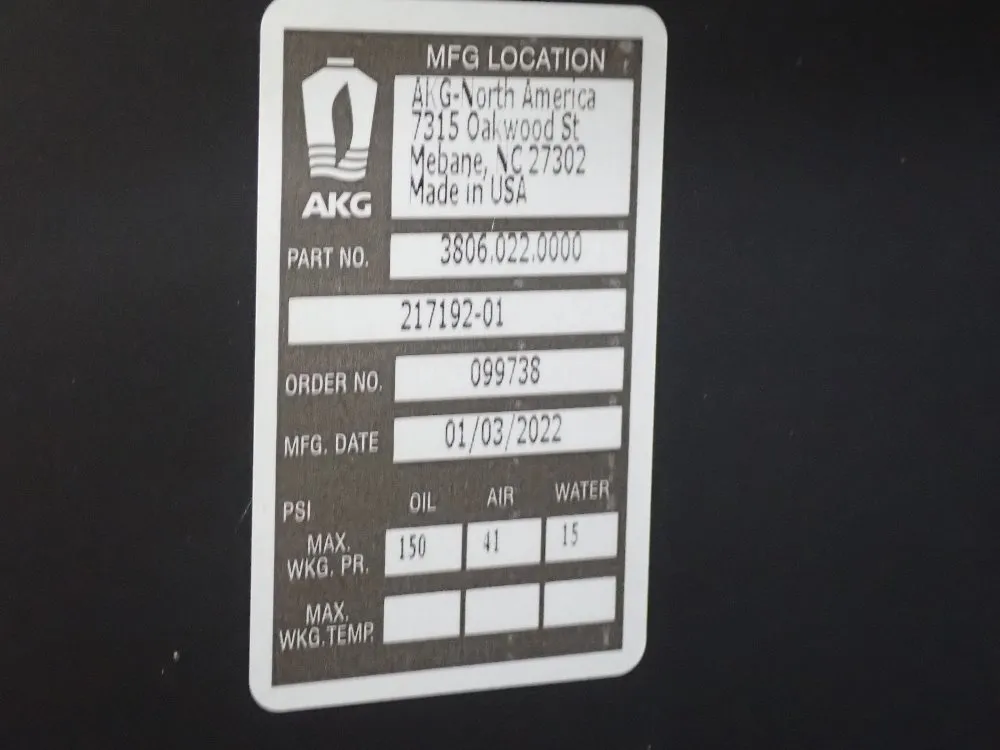 MFG LOCATION
AKG-North America
7315 Oakwood St
Mebane, NC 27302
Made in USA
AKG
PART NO. 3806.022.0000
217192-01
ORDER NO. 099738
MFG. DATE 01/03/2022
PSI OIL AIR WATER
MAX.
WKG. PR. 150 41 15
MAX.
WKG.TEMP.